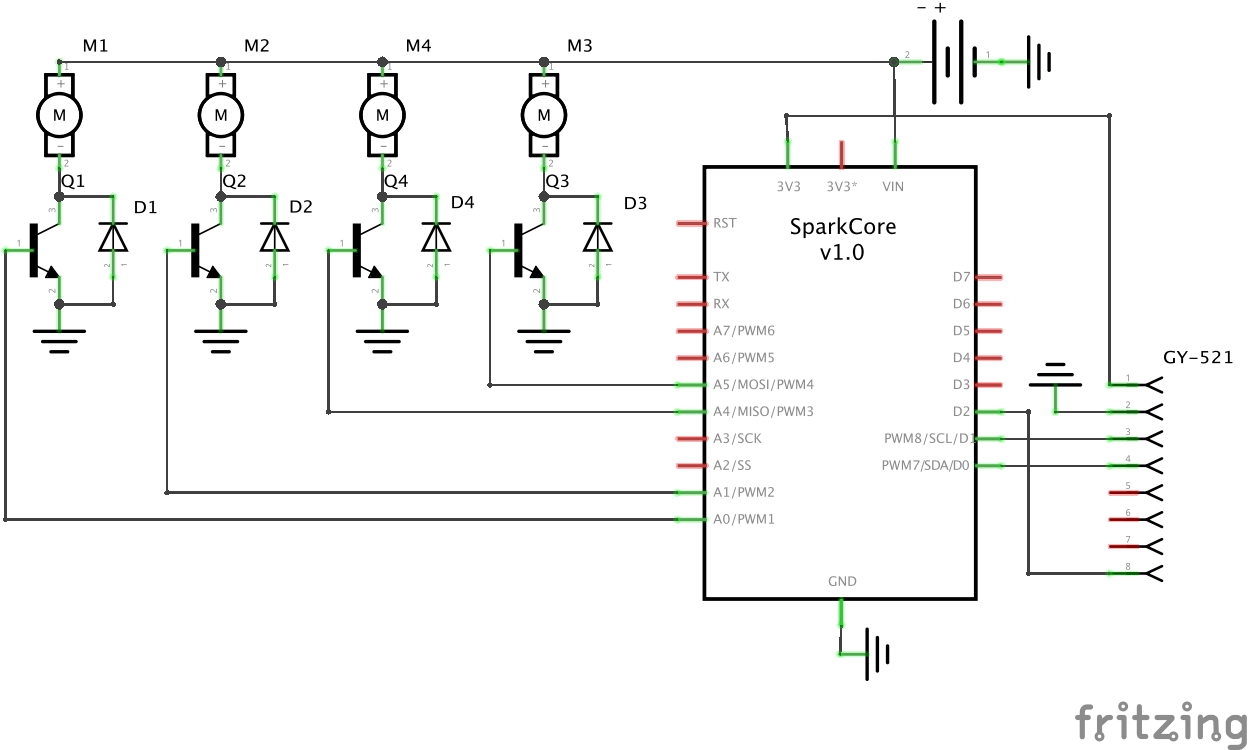 - +
M1
M2
M4
M3
2
1
1
1
1
1
+
+
+
+
M
M
M
M
-
-
-
-
2
2
2
2
Q1
Q2
Q4
Q3
D1
D2
D4
D3
3
3
3
3
1
1
1
1
2
2
2
2
2
1
2
1
2
1
2
1
3V3
3V3*
VIN
SparkCore
v1.0
RST
TX
RX
A7/PWM6
A6/PWM5
A5/MOSI/PWM4
A4/MISO/PWM3
A3/SCK
A2/SS
A1/PWM2
A0/PWM1
D7
D6
D5
D4
D3
D2
PWM8/SCL/D1
PWM7/SDA/D0
GND
GY-521
1
2
3
4
5
6
7
8
fritzing